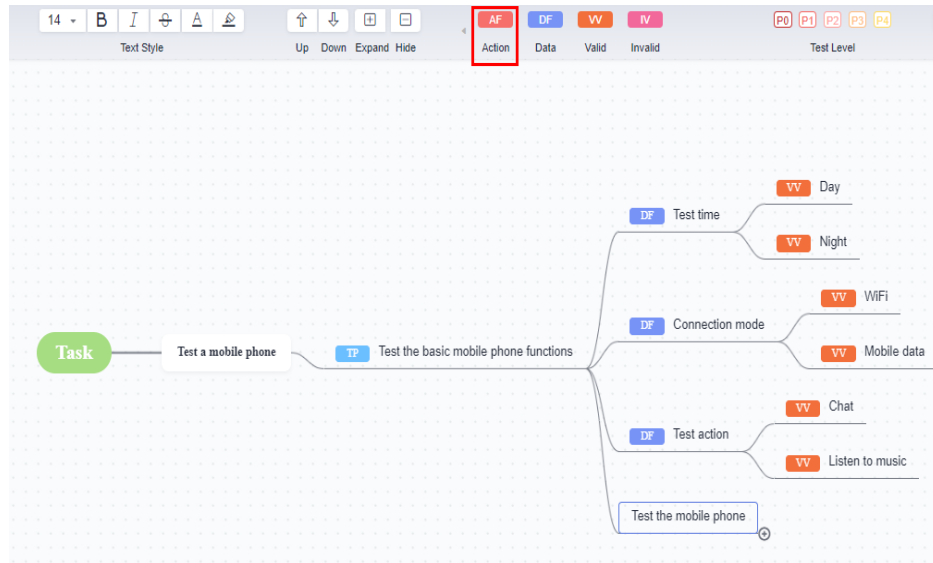 14 B I S A
AF DF VV IV P0 P1 P2 P3 P4
Text Style Up Down Expand Hide Action Data Valid Invalid Test Level
VV Day
DF Test time
VV Night
VV WiFi
DF Connection mode
Task Test a mobile phone TP Test the basic mobile phone functions
VV Mobile data
VV Chat
DF Test action
VV Listen to music
Test the mobile phone